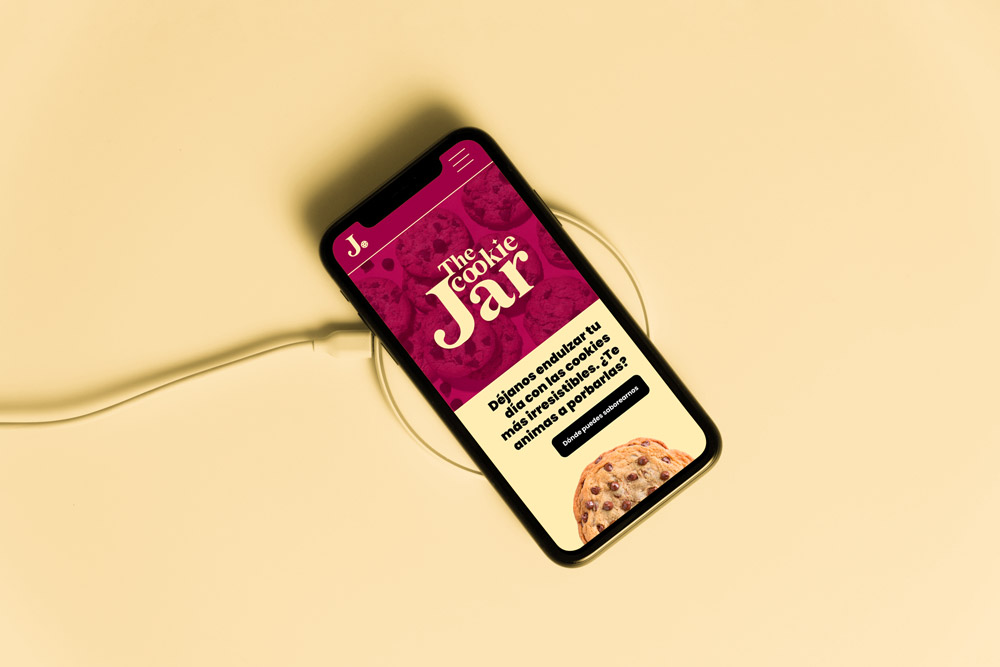 J.
The
cookie
Jar
Déjanos endulzar tu
día con las cookies
más irresistibles. ¿Te
animas a porbarlas?
Dónde puedes saborearnos